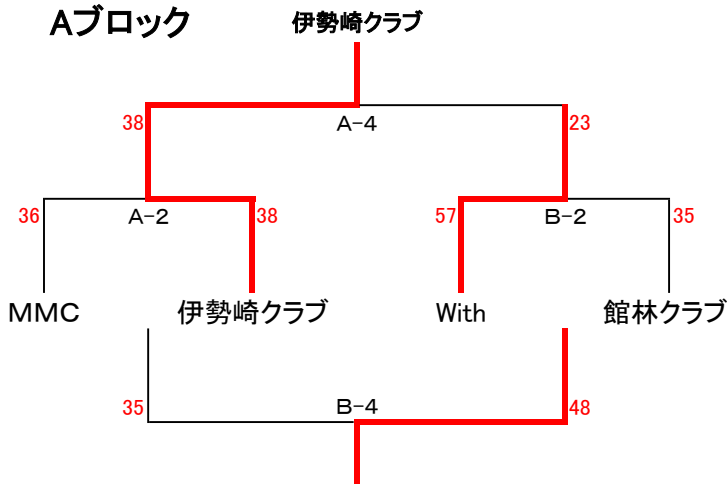 Aブロック 伊勢崎クラブ
38 A-4 23
36 A-2 38 57 B-2 35
MMC 伊勢崎クラブ With 館林クラブ
35 B-4 48